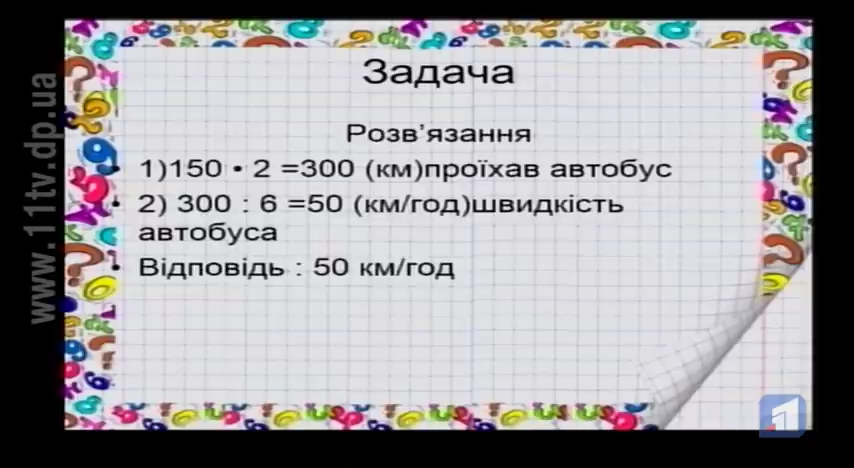 Задача
Розв’язання
• 1)150 • 2 =300 (км)проїхав автобус
• 2) 300 : 6 =50 (км/год)швидкість
автобуса
• Відповідь : 50 км/год
www.11tv.dp.ua
1